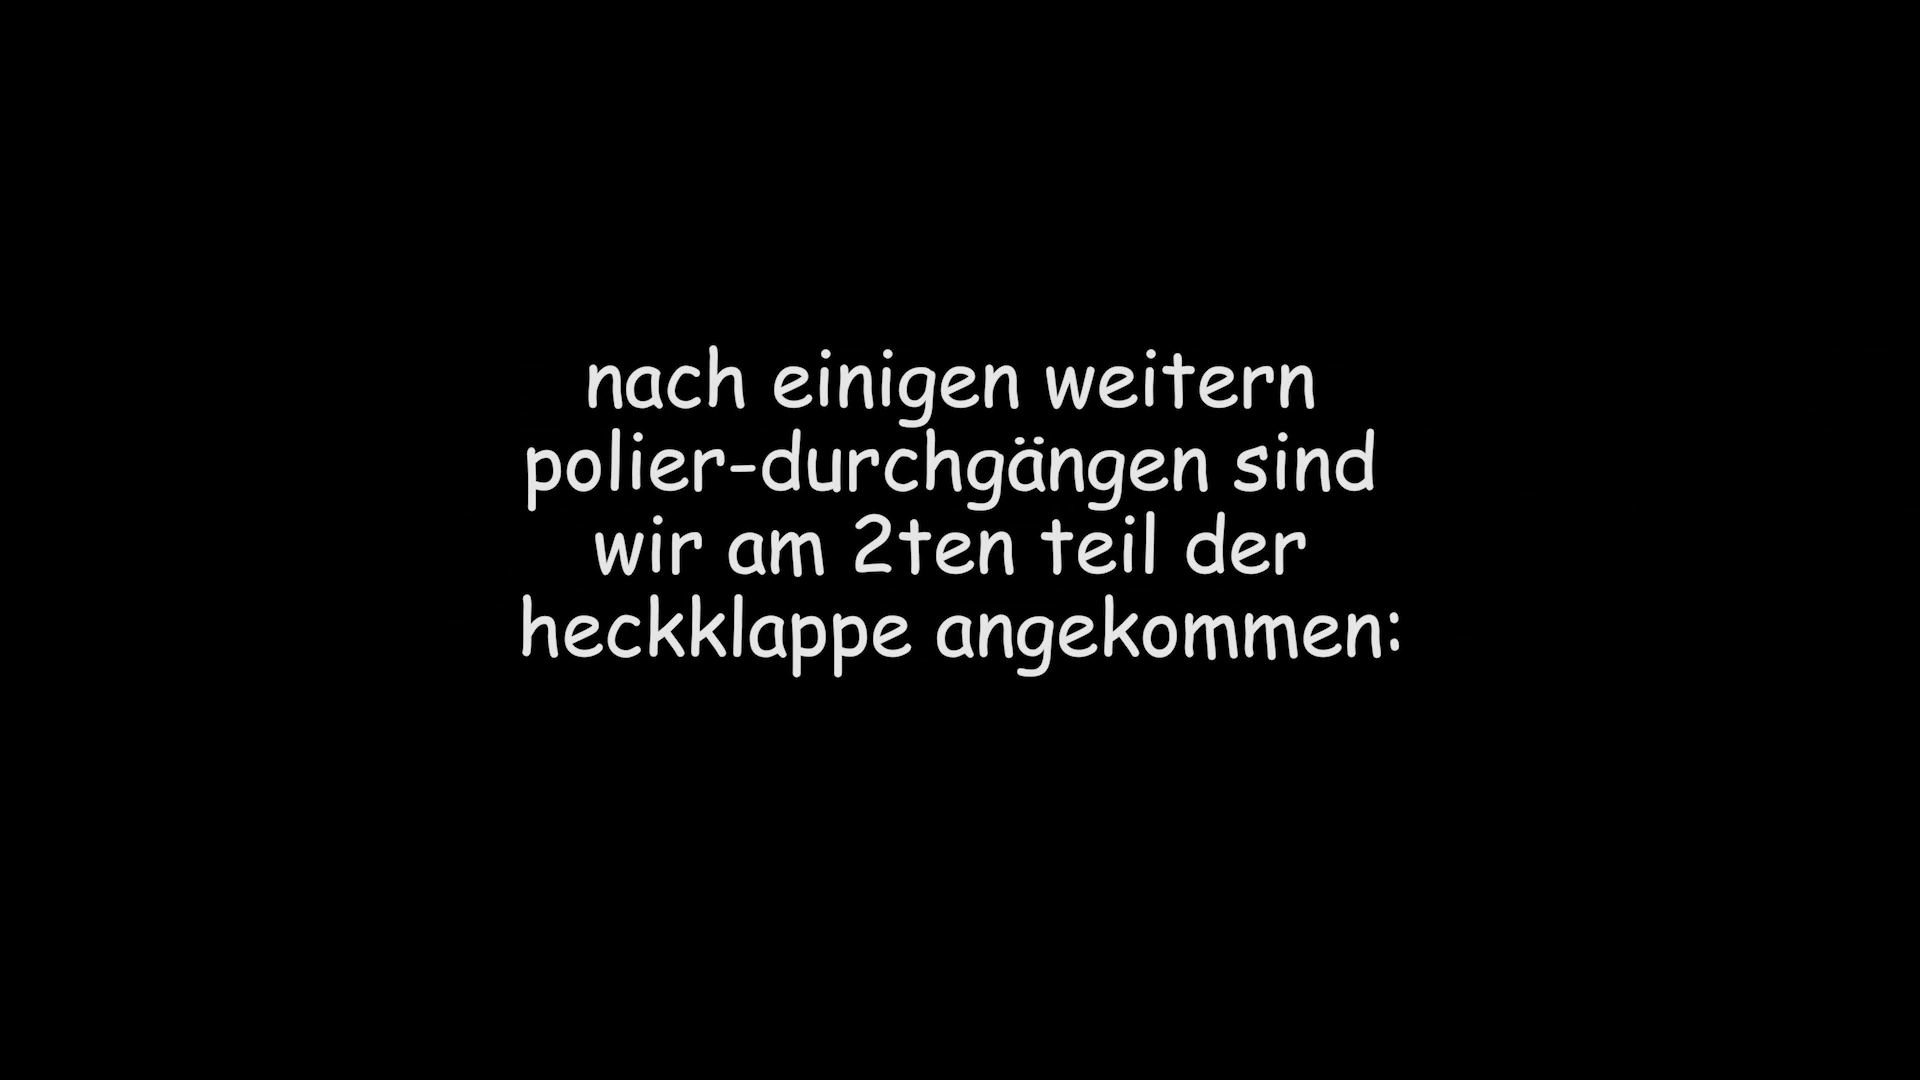 nach einigen weitern
polier-durchgängen sind
wir am 2ten teil der
heckklappe angekommen: